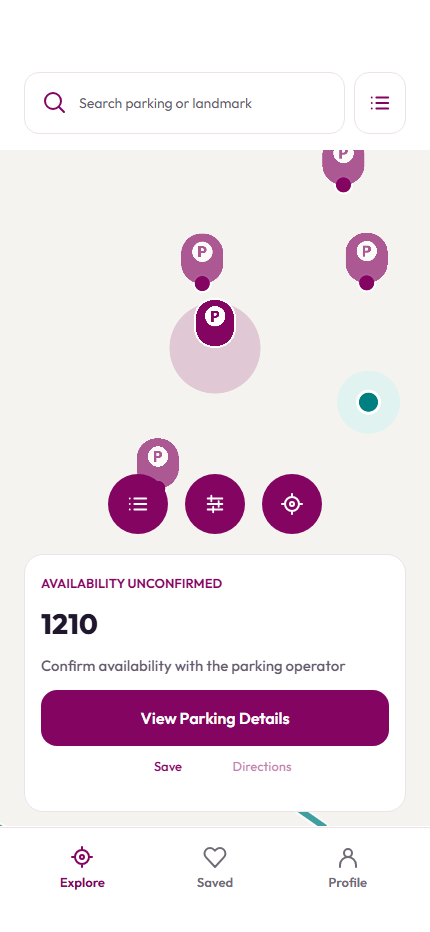 Search parking or landmark
P
P
P
P
P
AVAILABILITY UNCONFIRMED
1210
Confirm availability with the parking operator
View Parking Details
Save Directions
Explore Saved Profile